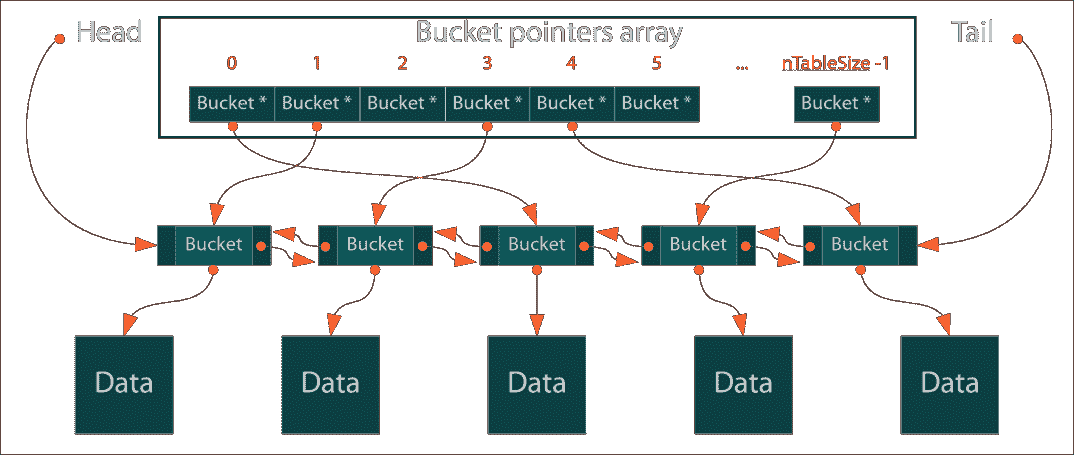 Head Bucket pointers array Tail
0 1 2 3 4 5 ... nTableSize -1
Bucket * Bucket * Bucket * Bucket * Bucket * Bucket * Bucket *
Bucket Bucket Bucket Bucket Bucket
Data Data Data Data Data